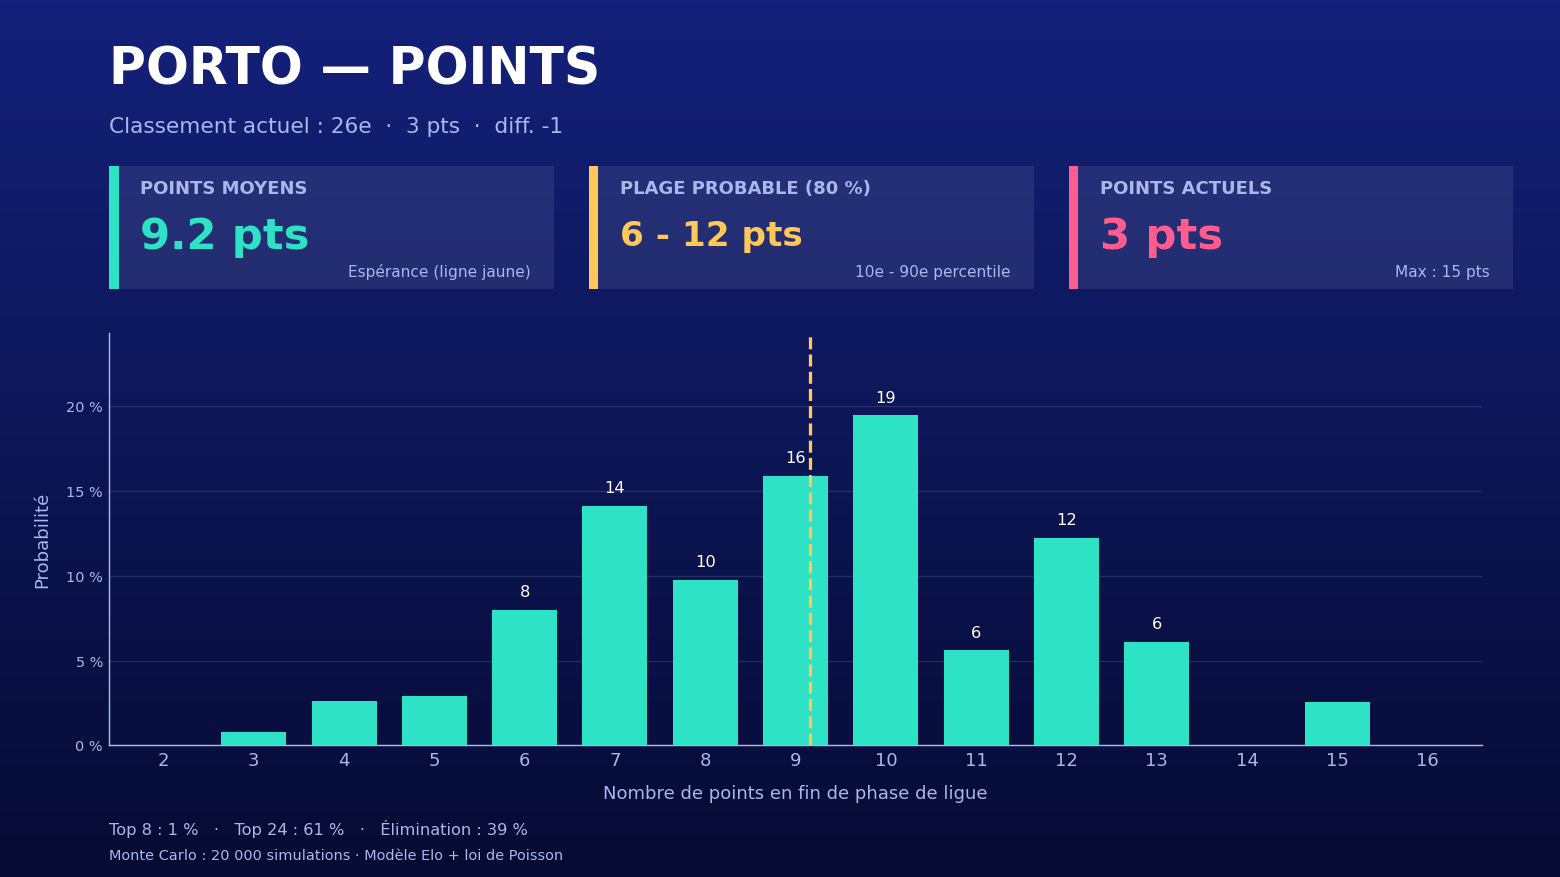 PORTO — POINTS
Classement actuel : 26e · 3 pts · diff. -1
POINTS MOYENS
9.2 pts
Espérance (ligne jaune)
PLAGE PROBABLE (80 %)
6 - 12 pts
10e - 90e percentile
POINTS ACTUELS
3 pts
Max : 15 pts
Probabilité
20 %
15 %
10 %
5 %
0 %
8
14
10
16
19
6
12
6
2 3 4 5 6 7 8 9 10 11 12 13 14 15 16
Nombre de points en fin de phase de ligue
Top 8 : 1 % · Top 24 : 61 % · Élimination : 39 %
Monte Carlo : 20 000 simulations · Modèle Elo + loi de Poisson